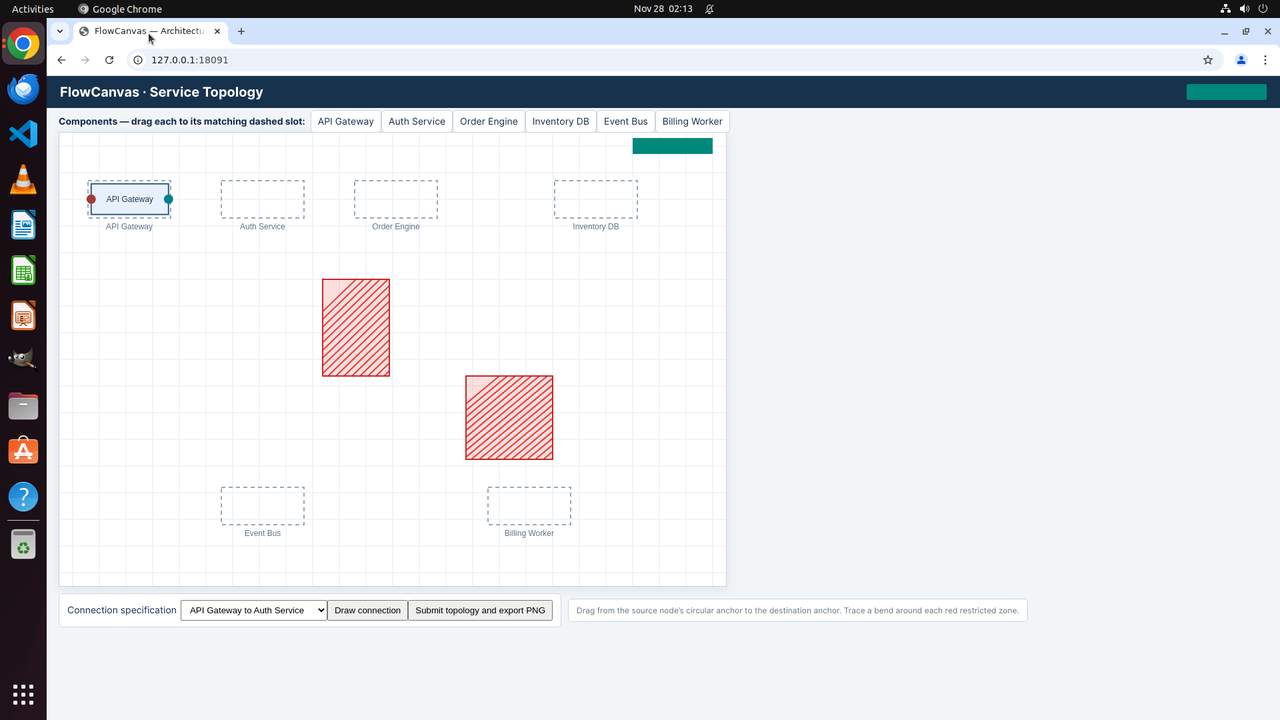 Activities
Google Chrome
Nov 28 02:13
FlowCanvas — Architectu
127.0.0.1:18091
FlowCanvas · Service Topology
Components — drag each to its matching dashed slot:
API Gateway
Auth Service
Order Engine
Inventory DB
Event Bus
Billing Worker
API Gateway
API Gateway
Auth Service
Order Engine
Inventory DB
Event Bus
Billing Worker
Connection specification
API Gateway to Auth Service
Draw connection
Submit topology and export PNG
Drag from the source node's circular anchor to the destination anchor. Trace a bend around each red restricted zone.